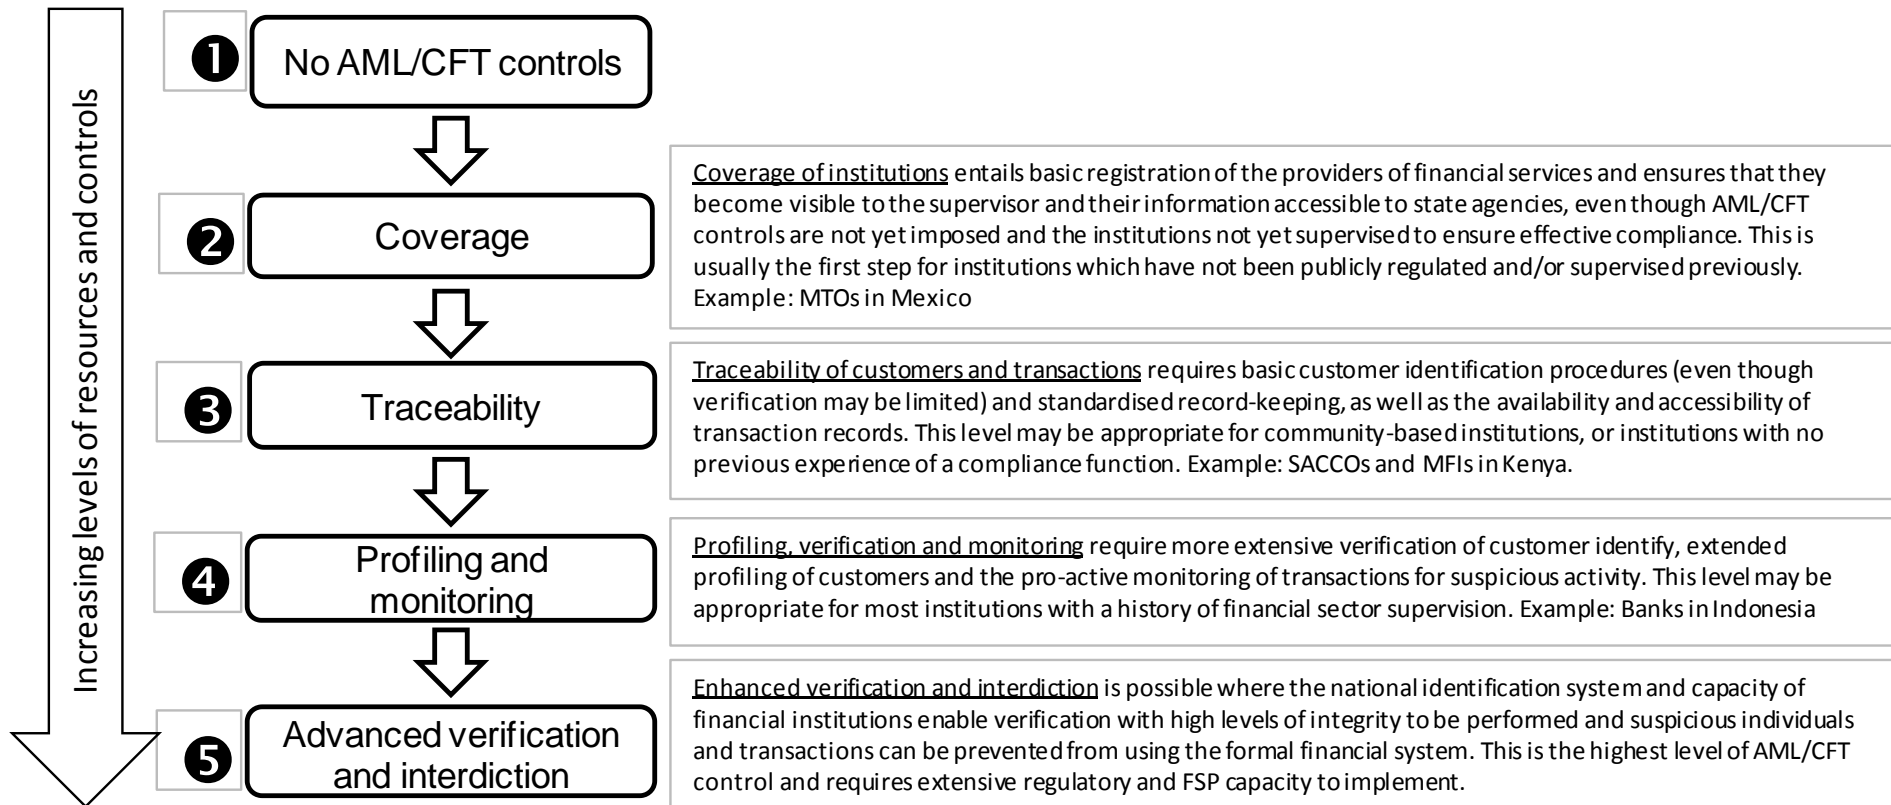 Increasing levels of resources and controls
❶
No AML/CFT controls
❷
Coverage
Coverage of institutions entails basic registration of the providers of financial services and ensures that they
become visible to the supervisor and their information accessible to state agencies, even though AML/CFT
controls are not yet imposed and the institutions not yet supervised to ensure effective compliance. This is
usually the first step for institutions which have not been publicly regulated and/or supervised previously.
Example: MTOs in Mexico
❸
Traceability
Traceability of customers and transactions requires basic customer identification procedures (even though
verification may be limited) and standardised record-keeping, as well as the availability and accessibility of
transaction records. This level may be appropriate for community-based institutions, or institutions with no
previous experience of a compliance function. Example: SACCOs and MFIs in Kenya.
❹
Profiling and
monitoring
Profiling, verification and monitoring require more extensive verification of customer identify, extended
profiling of customers and the pro-active monitoring of transactions for suspicious activity. This level may be
appropriate for most institutions with a history of financial sector supervision. Example: Banks in Indonesia
❺
Advanced verification
and interdiction
Enhanced verification and interdiction is possible where the national identification system and capacity of
financial institutions enable verification with high levels of integrity to be performed and suspicious individuals
and transactions can be prevented from using the formal financial system. This is the highest level of AML/CFT
control and requires extensive regulatory and FSP capacity to implement.